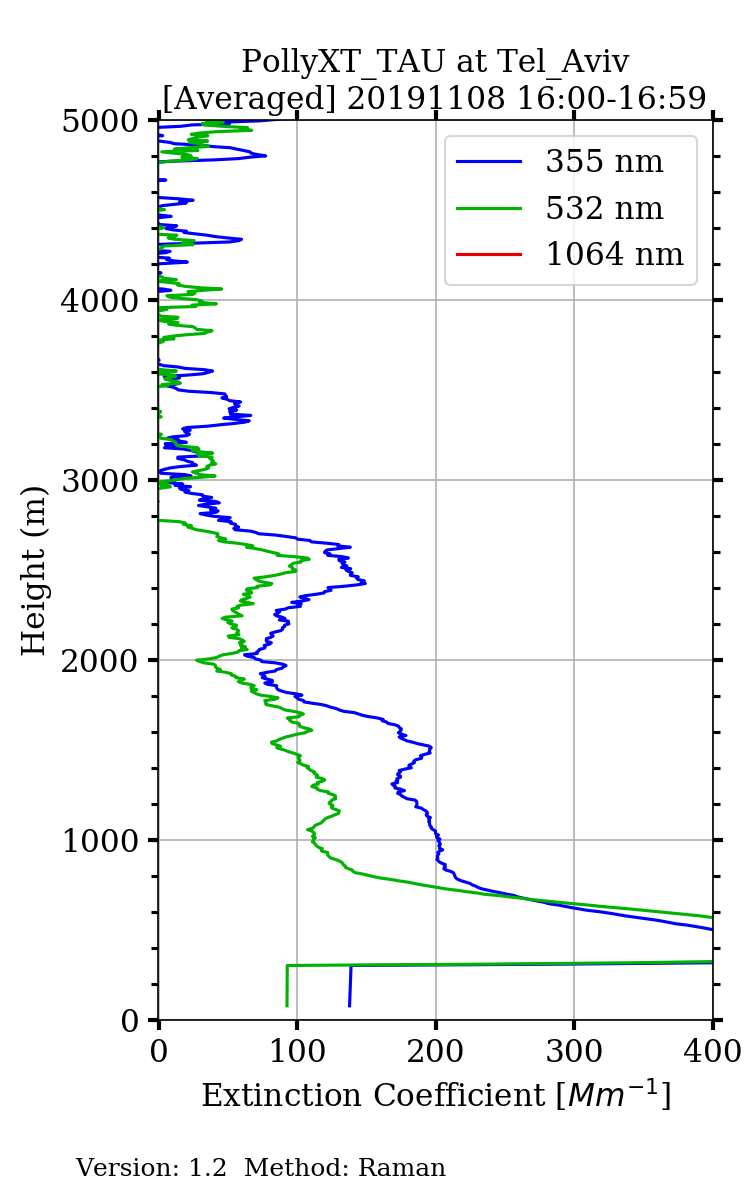 PollyXT_TAU at Tel_Aviv
[Averaged] 20191108 16:00-16:59
5000
4000
3000
2000
1000
0
Height (m)
355 nm
532 nm
1064 nm
0 100 200 300 400
Extinction Coefficient [Mm⁻¹]
Version: 1.2 Method: Raman